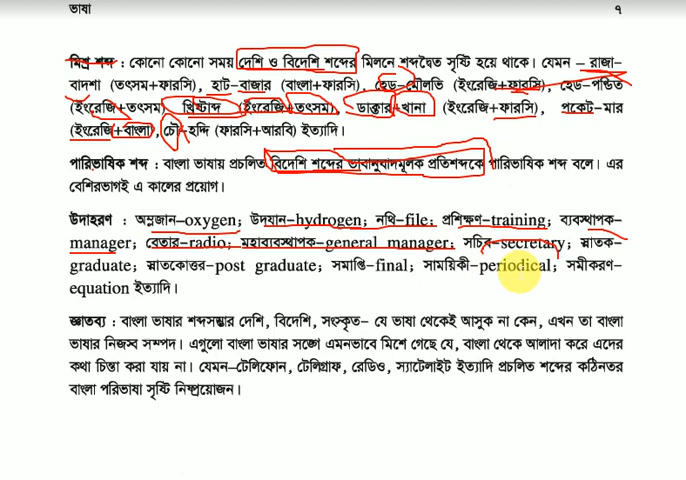 ভাষা ৭
মিশ্র শব্দ : কোনো কোনো সময় দেশি ও বিদেশি শব্দের মিলনে শব্দদ্বৈত সৃষ্টি হয়ে থাকে। যেমন – রাজা-
বাদশা (তৎসম+ফারসি), হাট-বাজার (বাংলা+ফারসি), হেড-মৌলভি (ইংরেজি+ফারসি), হেড-পণ্ডিত
(ইংরেজি+তৎসম) খ্রিষ্টাব্দ (ইংরেজি+তৎসম), ডাক্তার-খানা (ইংরেজি+ফারসি), পকেট-মার
(ইংরেজি+বাংলা), চৌ-হদ্দি (ফারসি+আরবি) ইত্যাদি।
পারিভাষিক শব্দ : বাংলা ভাষায় প্রচলিত বিদেশি শব্দের ভাবানুবাদমূলক প্রতিশব্দকে পারিভাষিক শব্দ বলে। এর
বেশিরভাগই এ কালের প্রয়োগ।
উদাহরণ : অম্লজান–oxygen; উদযান–hydrogen; নথি–file; প্রশিক্ষণ–training; ব্যবস্থাপক–
manager; বেতার–radio; মহাব্যবস্থাপক–general manager; সচিব–secretary; স্নাতক–
graduate; স্নাতকোত্তর–post graduate; সমাপ্তি–final; সাময়িকী–periodical; সমীকরণ–
equation ইত্যাদি।
জ্ঞাতব্য : বাংলা ভাষার শব্দসম্ভার দেশি, বিদেশি, সংস্কৃত– যে ভাষা থেকেই আসুক না কেন, এখন তা বাংলা
ভাষার নিজস্ব সম্পদ। এগুলো বাংলা ভাষার সঙ্গে এমনভাবে মিশে গেছে যে, বাংলা থেকে আলাদা করে এদের
কথা চিন্তা করা যায় না। যেমন–টেলিফোন, টেলিগ্রাফ, রেডিও, স্যাটেলাইট ইত্যাদি প্রচলিত শব্দের কঠিনতর
বাংলা পরিভাষা সৃষ্টি নিষ্প্রয়োজন।